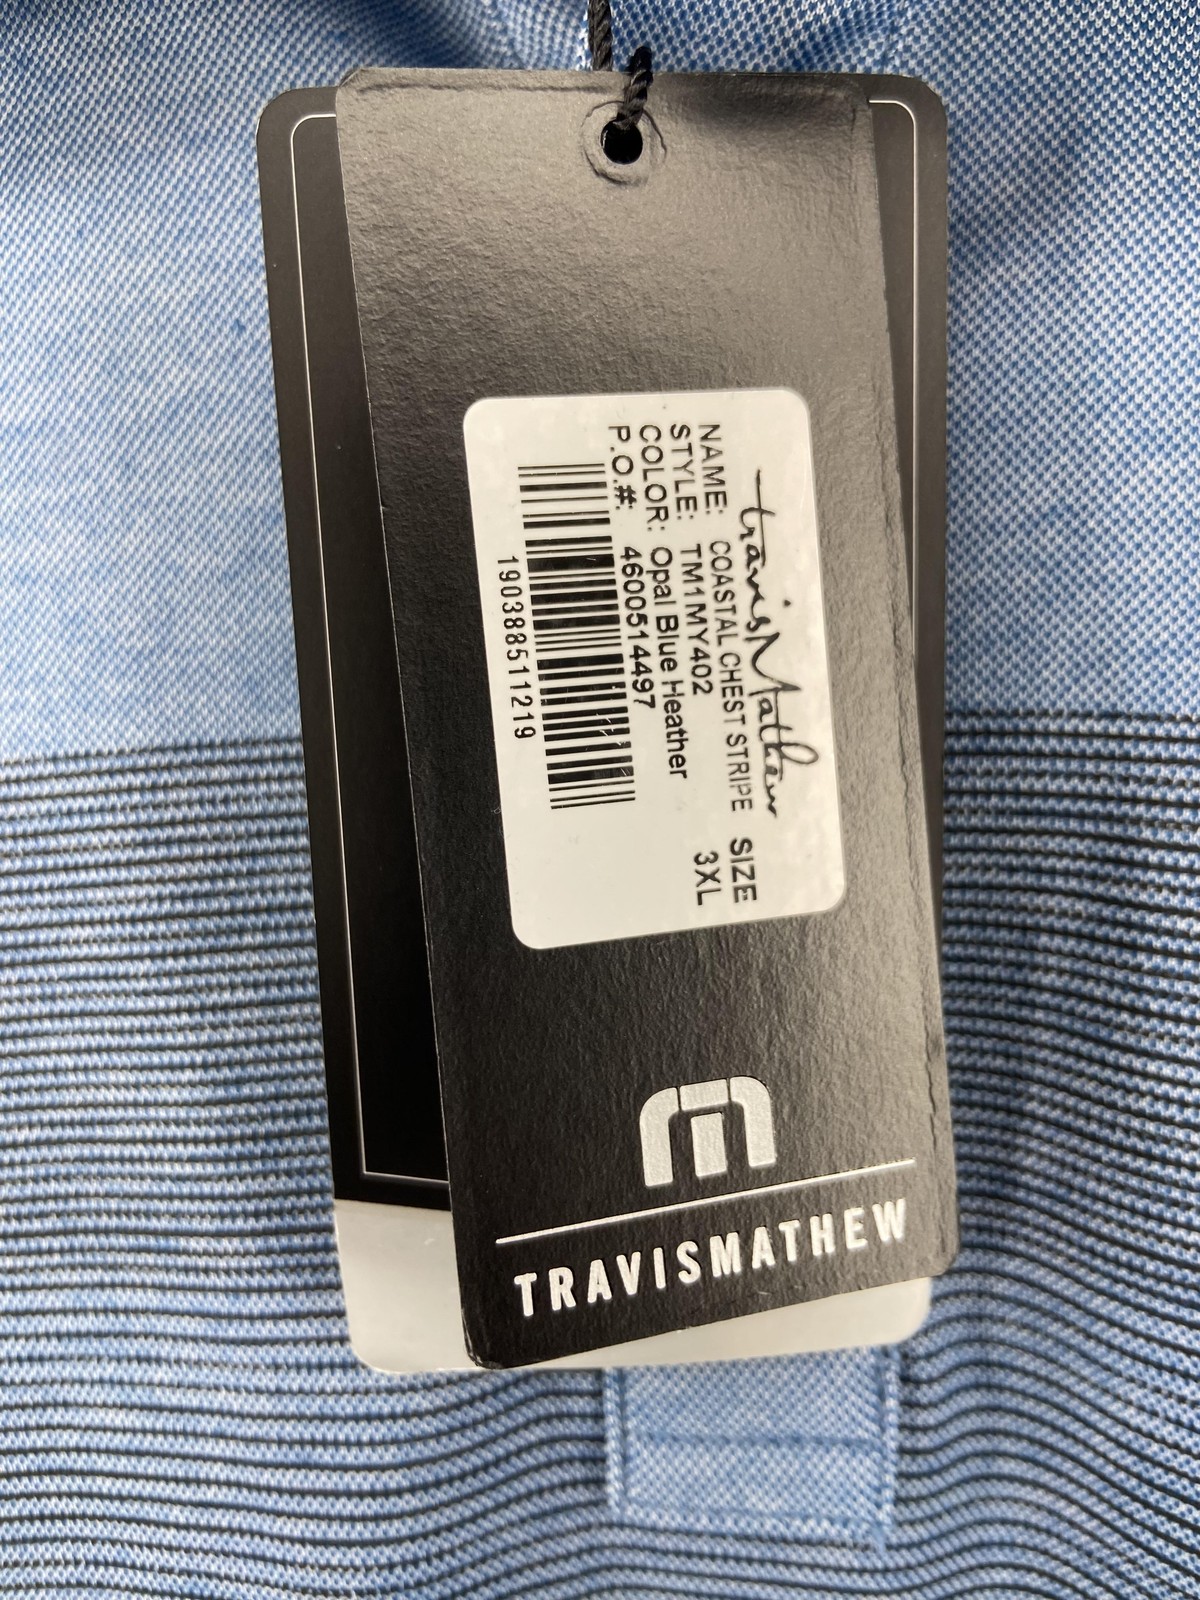 travisMathew
NAME: COASTAL CHEST STRIPE SIZE
STYLE: TM1MY402 3XL
COLOR: Opal Blue Heather
P.O.#: 4600514497
190388511219
TRAVISMATHEW